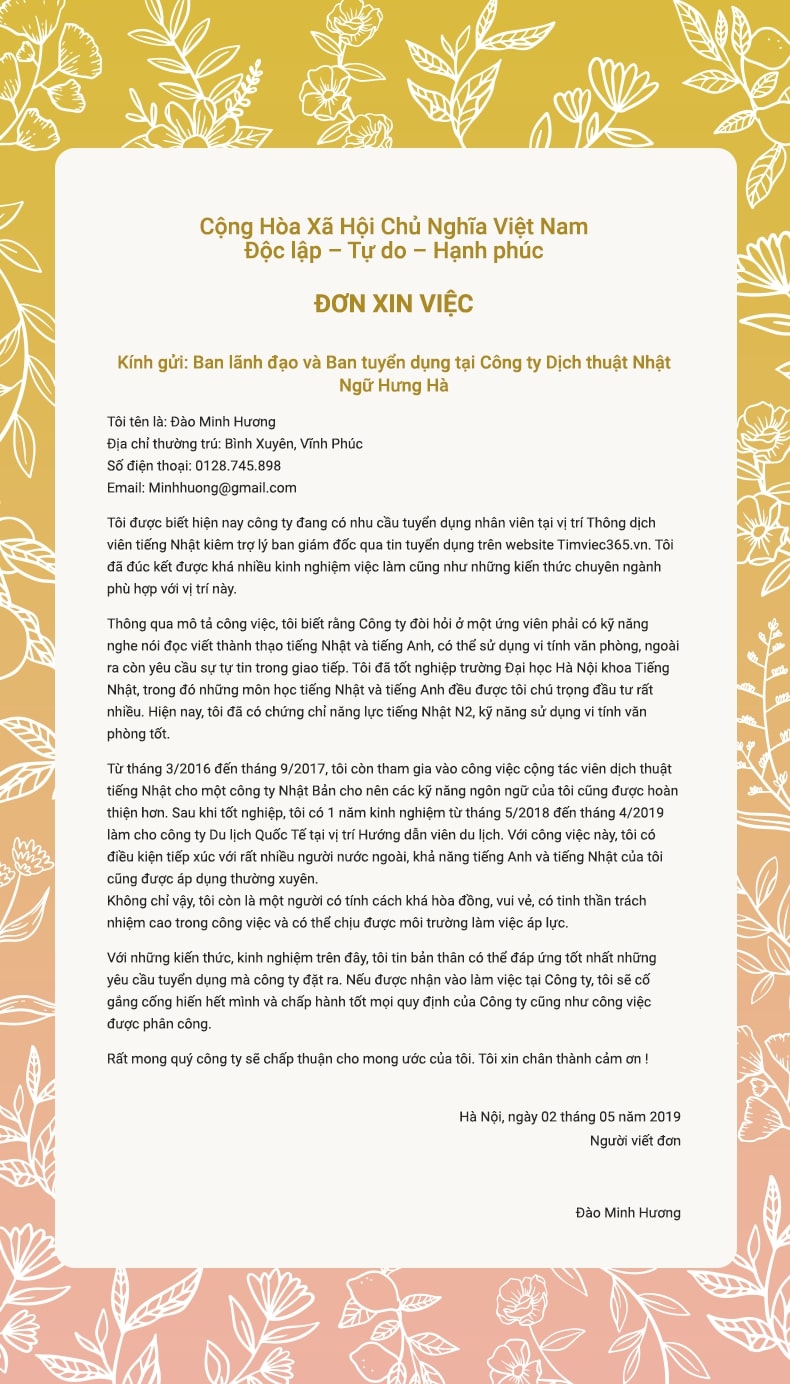 Cộng Hòa Xã Hội Chủ Nghĩa Việt Nam
Độc lập – Tự do – Hạnh phúc
ĐƠN XIN VIỆC
Kính gửi: Ban lãnh đạo và Ban tuyển dụng tại Công ty Dịch thuật Nhật
Ngữ Hưng Hà
Tôi tên là: Đào Minh Hương
Địa chỉ thường trú: Bình Xuyên, Vĩnh Phúc
Số điện thoại: 0128.745.898
Email: Minhhuong@gmail.com
Tôi được biết hiện nay công ty đang có nhu cầu tuyển dụng nhân viên tại vị trí Thông dịch
viên tiếng Nhật kiêm trợ lý ban giám đốc qua tin tuyển dụng trên website Timviec365.vn. Tôi
đã đúc kết được khá nhiều kinh nghiệm việc làm cũng như những kiến thức chuyên ngành
phù hợp với vị trí này.
Thông qua mô tả công việc, tôi biết rằng Công ty đòi hỏi ở một ứng viên phải có kỹ năng
nghe nói đọc viết thành thạo tiếng Nhật và tiếng Anh, có thể sử dụng vi tính văn phòng, ngoài
ra còn yêu cầu sự tự tin trong giao tiếp. Tôi đã tốt nghiệp trường Đại học Hà Nội khoa Tiếng
Nhật, trong đó những môn học tiếng Nhật và tiếng Anh đều được tôi chú trọng đầu tư rất
nhiều. Hiện nay, tôi đã có chứng chỉ năng lực tiếng Nhật N2, kỹ năng sử dụng vi tính văn
phòng tốt.
Từ tháng 3/2016 đến tháng 9/2017, tôi còn tham gia vào công việc cộng tác viên dịch thuật
tiếng Nhật cho một công ty Nhật Bản cho nên các kỹ năng ngôn ngữ của tôi cũng được hoàn
thiện hơn. Sau khi tốt nghiệp, tôi có 1 năm kinh nghiệm từ tháng 5/2018 đến tháng 4/2019
làm cho công ty Du lịch Quốc Tế tại vị trí Hướng dẫn viên du lịch. Với công việc này, tôi có
điều kiện tiếp xúc với rất nhiều người nước ngoài, khả năng tiếng Anh và tiếng Nhật của tôi
cũng được áp dụng thường xuyên.
Không chỉ vậy, tôi còn là một người có tính cách khá hòa đồng, vui vẻ, có tinh thần trách
nhiệm cao trong công việc và có thể chịu được môi trường làm việc áp lực.
Với những kiến thức, kinh nghiệm trên đây, tôi tin bản thân có thể đáp ứng tốt nhất những
yêu cầu tuyển dụng mà công ty đặt ra. Nếu được nhận vào làm việc tại Công ty, tôi sẽ cố
gắng cống hiến hết mình và chấp hành tốt mọi quy định của Công ty cũng như công việc
được phân công.
Rất mong quý công ty sẽ chấp thuận cho mong ước của tôi. Tôi xin chân thành cảm ơn !
Hà Nội, ngày 02 tháng 05 năm 2019
Người viết đơn
Đào Minh Hương